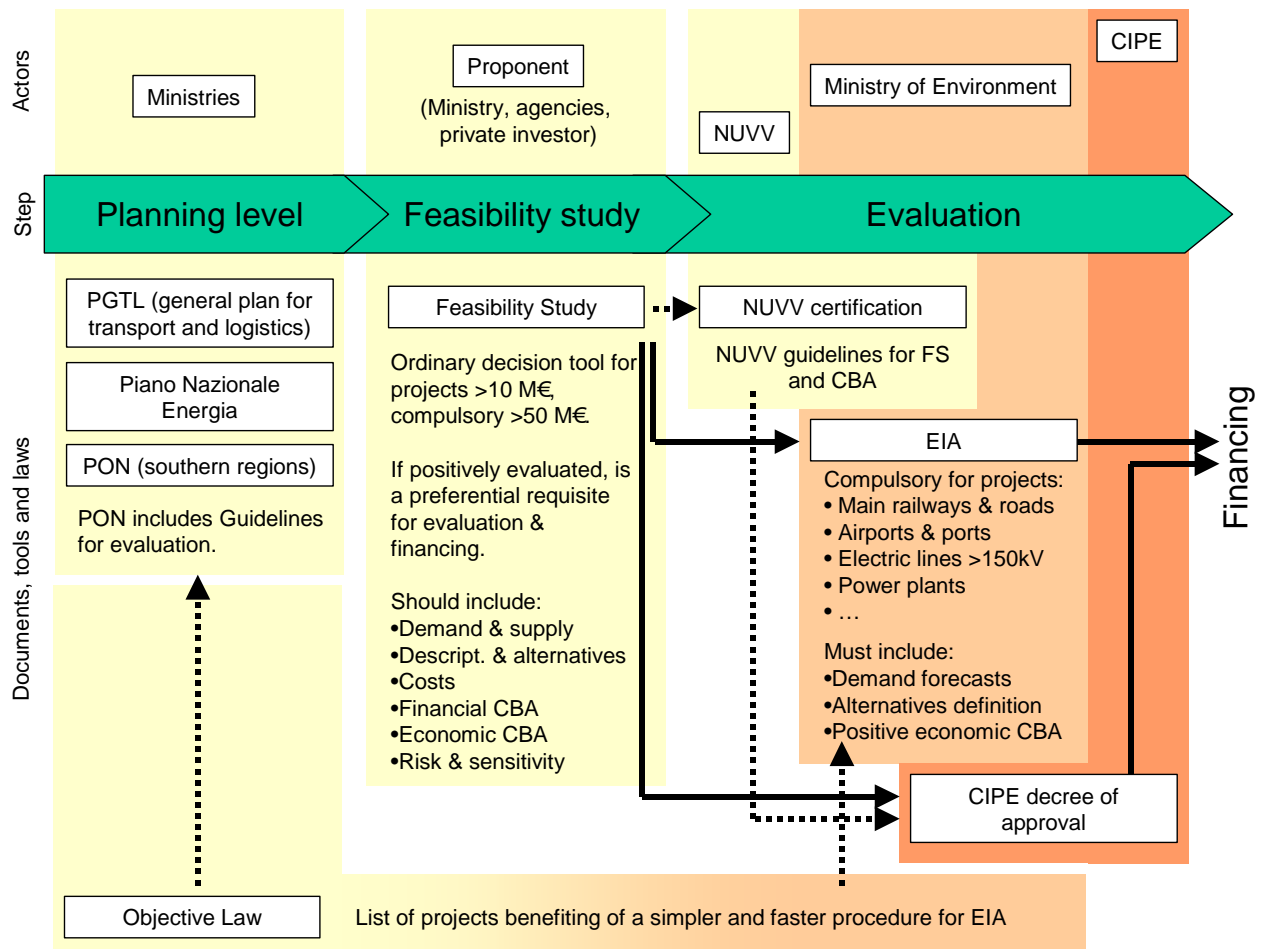 Actors
Ministries
Proponent
(Ministry, agencies,
private investor)
NUVV
Ministry of Environment
CIPE
Step
Planning level
Feasibility study
Evaluation
Documents, tools and laws
PGTL (general plan for
transport and logistics)
Piano Nazionale
Energia
PON (southern regions)
PON includes Guidelines
for evaluation.
Feasibility Study
Ordinary decision tool for
projects >10 M€,
compulsory >50 M€.
If positively evaluated, is
a preferential requisite
for evaluation &
financing.
Should include:
•Demand & supply
•Descript. & alternatives
•Costs
•Financial CBA
•Economic CBA
•Risk & sensitivity
NUVV certification
NUVV guidelines for FS
and CBA
EIA
Compulsory for projects:
• Main railways & roads
• Airports & ports
• Electric lines >150kV
• Power plants
• …
Must include:
•Demand forecasts
•Alternatives definition
•Positive economic CBA
CIPE decree of
approval
Financing
Objective Law
List of projects benefiting of a simpler and faster procedure for EIA